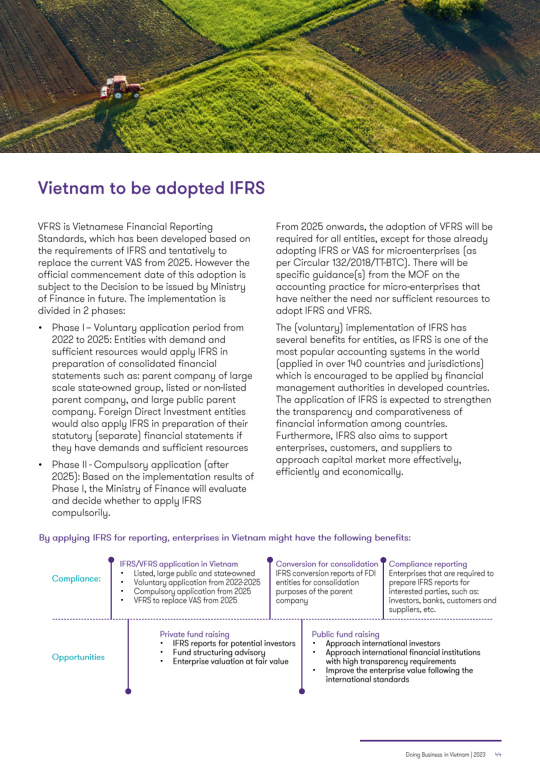 Vietnam to be adopted IFRS
VFRS is Vietnamese Financial Reporting
Standards, which has been developed based on
the requirements of IFRS and tentatively to
replace the current VAS from 2025. However the
official commencement date of this adoption is
subject to the Decision to be issued by Ministry
of Finance in future. The implementation is
divided in 2 phases:
• Phase I – Voluntary application period from
2022 to 2025: Entities with demand and
sufficient resources would apply IFRS in
preparation of consolidated financial
statements such as: parent company of large
scale state-owned group, listed or non-listed
parent company, and large public parent
company. Foreign Direct Investment entities
would also apply IFRS in preparation of their
statutory (separate) financial statements if
they have demands and sufficient resources
• Phase II - Compulsory application (after
2025): Based on the implementation results of
Phase I, the Ministry of Finance will evaluate
and decide whether to apply IFRS
compulsorily.
From 2025 onwards, the adoption of VFRS will be
required for all entities, except for those already
adopting IFRS or VAS for microenterprises (as
per Circular 132/2018/TT-BTC). There will be
specific guidance(s) from the MOF on the
accounting practice for micro-enterprises that
have neither the need nor sufficient resources to
adopt IFRS and VFRS.
The (voluntary) implementation of IFRS has
several benefits for entities, as IFRS is one of the
most popular accounting systems in the world
(applied in over 140 countries and jurisdictions)
which is encouraged to be applied by financial
management authorities in developed countries.
The application of IFRS is expected to strengthen
the transparency and comparativeness of
financial information among countries.
Furthermore, IFRS also aims to support
enterprises, customers, and suppliers to
approach capital market more effectively,
efficiently and economically.
By applying IFRS for reporting, enterprises in Vietnam might have the following benefits:
Compliance:
IFRS/VFRS application in Vietnam
• Listed, large public and state-owned
• Voluntary application from 2022-2025
• Compulsory application from 2025
• VFRS to replace VAS from 2025
Conversion for consolidation
IFRS conversion reports of FDI
entities for consolidation
purposes of the parent
company
Compliance reporting
Enterprises that are required to
prepare IFRS reports for
interested parties, such as:
investors, banks, customers and
suppliers, etc.
Opportunities
Private fund raising
• IFRS reports for potential investors
• Fund structuring advisory
• Enterprise valuation at fair value
Public fund raising
• Approach international investors
• Approach international financial institutions
with high transparency requirements
• Improve the enterprise value following the
international standards
Doing Business in Vietnam | 2023 44